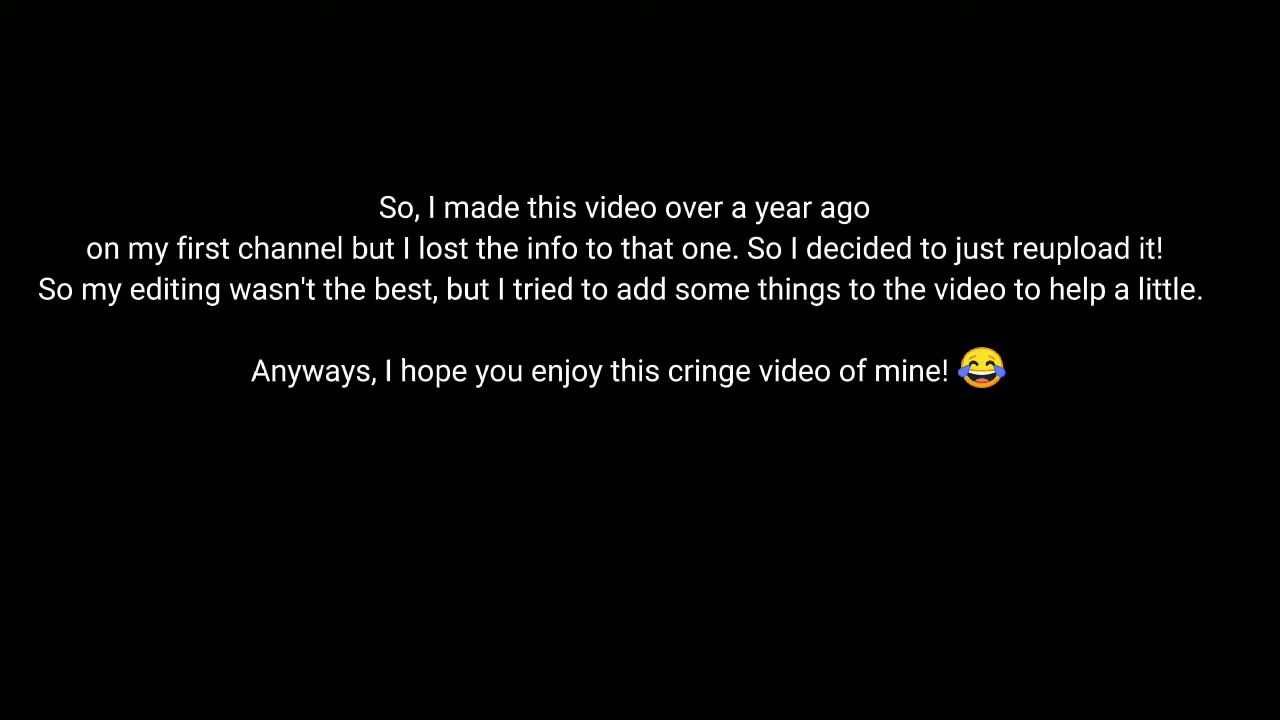 So, I made this video over a year ago
on my first channel but I lost the info to that one. So I decided to just reupload it!
So my editing wasn't the best, but I tried to add some things to the video to help a little.
Anyways, I hope you enjoy this cringe video of mine! 😂